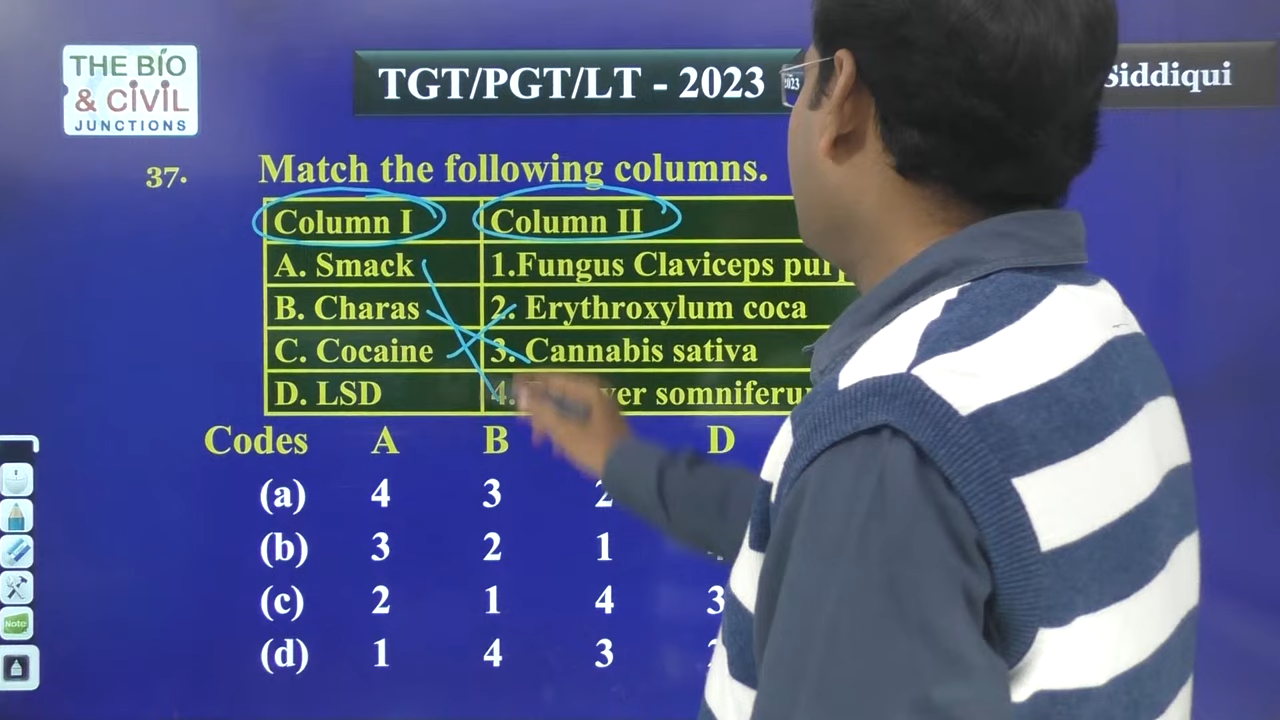 THE BIO
& CIVIL
JUNCTIONS
TGT/PGT/LT - 2023
Siddiqui
37. Match the following columns.
Column I Column II
A. Smack 1.Fungus Claviceps
B. Charas 2. Erythroxylum coca
C. Cocaine 3. Cannabis sativa
D. LSD 4.
Codes A B D
(a) 4 3 2
(b) 3 2 1
(c) 2 1 4 3
(d) 1 4 3
Note